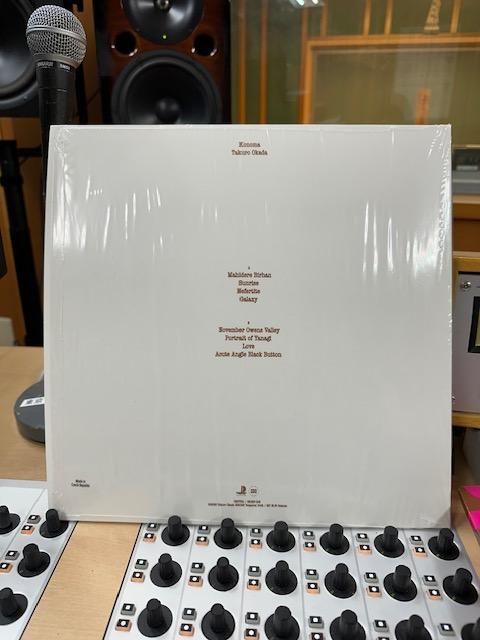 Konoma
Takuro Okada
A
Mahidere Birhan
Sunrise
Nefertite
Galaxy
B
November Owens Valley
Portrait of Yanagi
Love
Acute Angle Black Button
Made in
Czech Republic